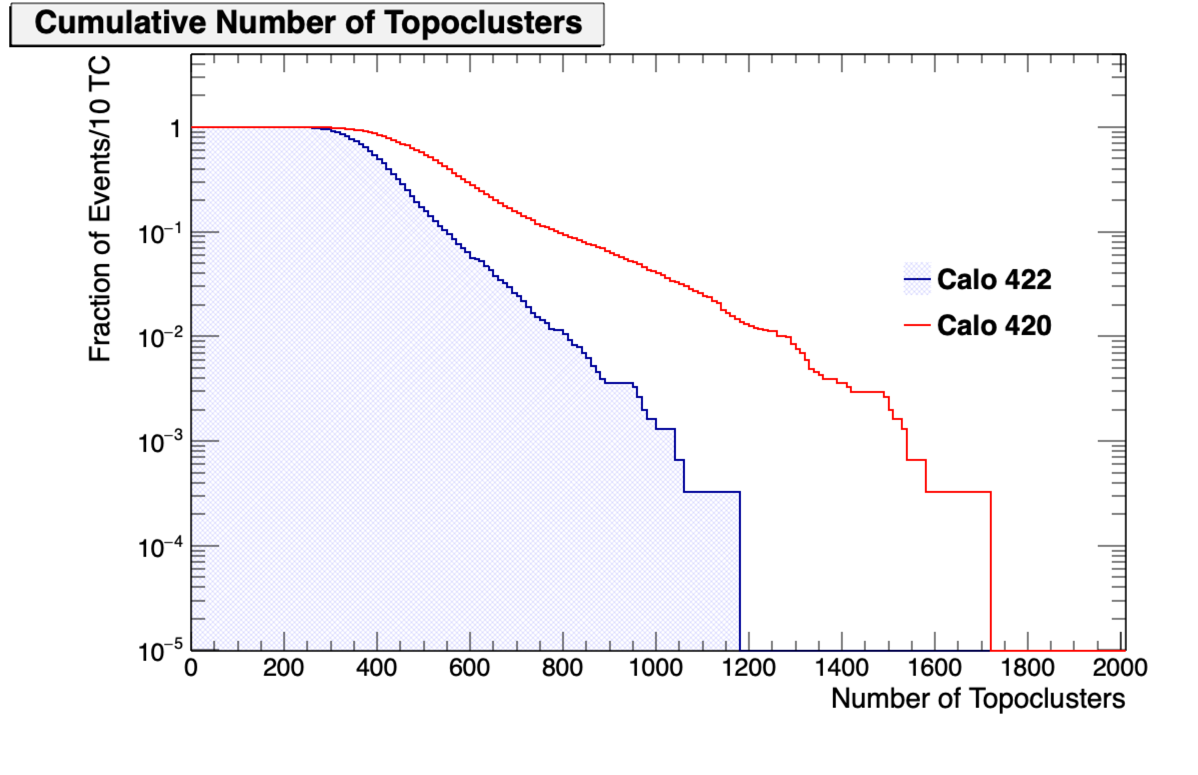 Cumulative Number of Topoclusters
Fraction of Events/10 TC
1
10⁻¹
10⁻²
10⁻³
10⁻⁴
10⁻⁵
Calo 422
Calo 420
0 200 400 600 800 1000 1200 1400 1600 1800 2000
Number of Topoclusters